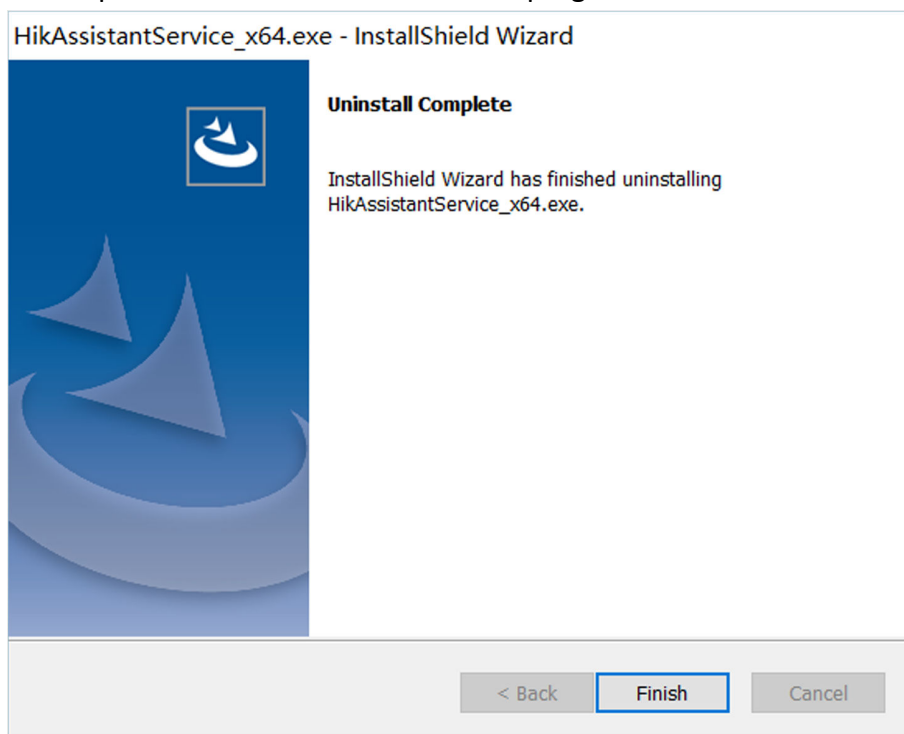 HikAssistantService_x64.exe - InstallShield Wizard
Uninstall Complete
InstallShield Wizard has finished uninstalling
HikAssistantService_x64.exe.
< Back
Finish
Cancel